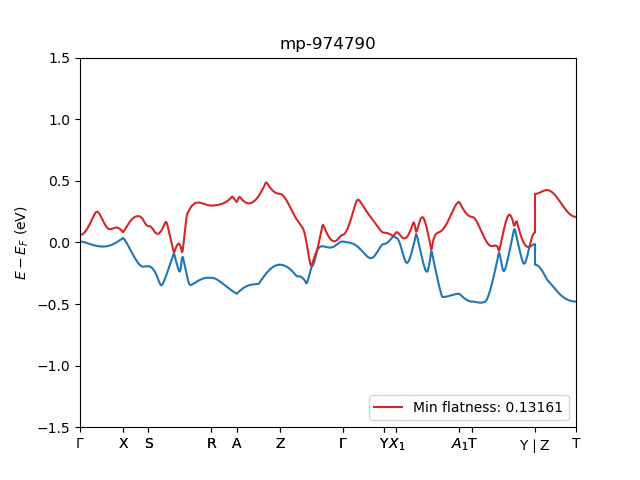 mp-974790
E − E_F (eV)
1.5
1.0
0.5
0.0
−0.5
−1.0
−1.5
Min flatness: 0.13161
Γ X S R A Z Γ Y X₁ A₁ T Y | Z T